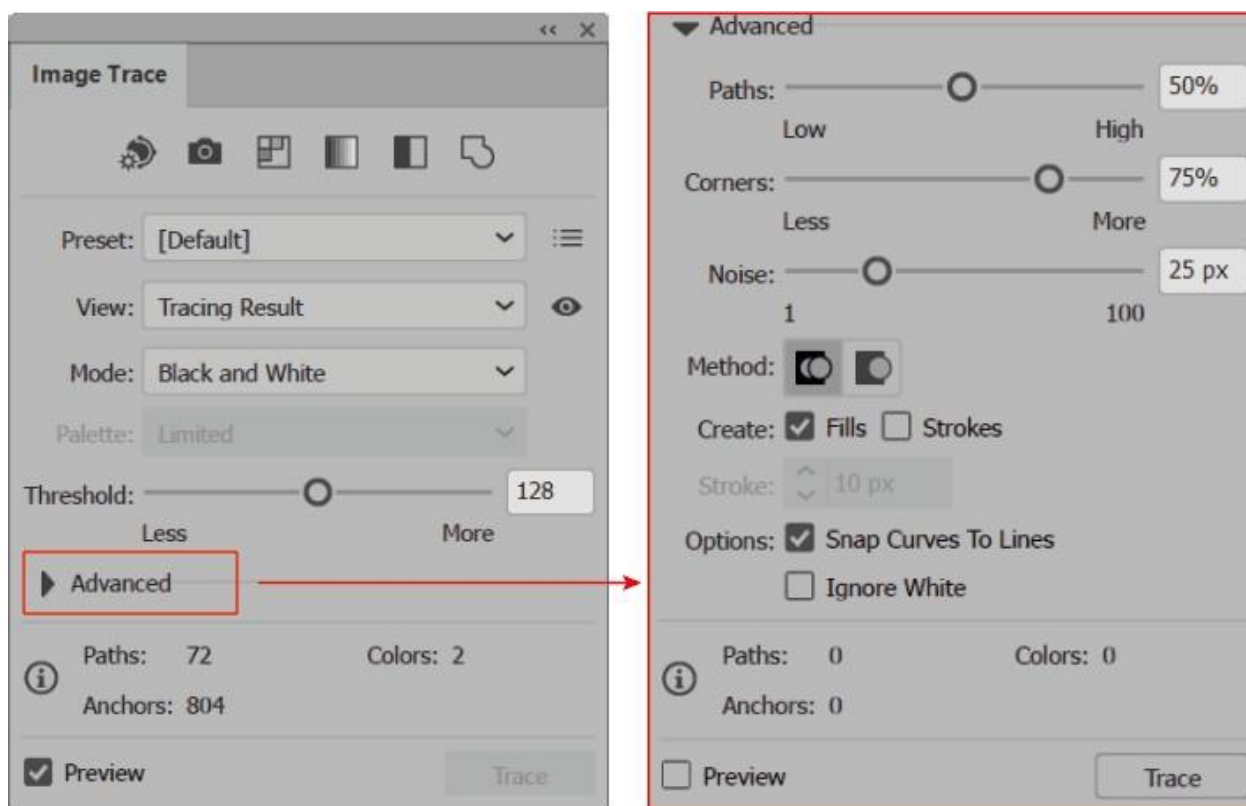 Image Trace
Preset: [Default]
View: Tracing Result
Mode: Black and White
Palette: Limited
Threshold: 128
Less More
Advanced
Paths: 72 Colors: 2
Anchors: 804
Preview Trace
Advanced
Paths: 50%
Low High
Corners: 75%
Less More
Noise: 25 px
1 100
Method:
Create: Fills Strokes
Stroke: 10 px
Options: Snap Curves To Lines
Ignore White
Paths: 0 Colors: 0
Anchors: 0
Preview Trace